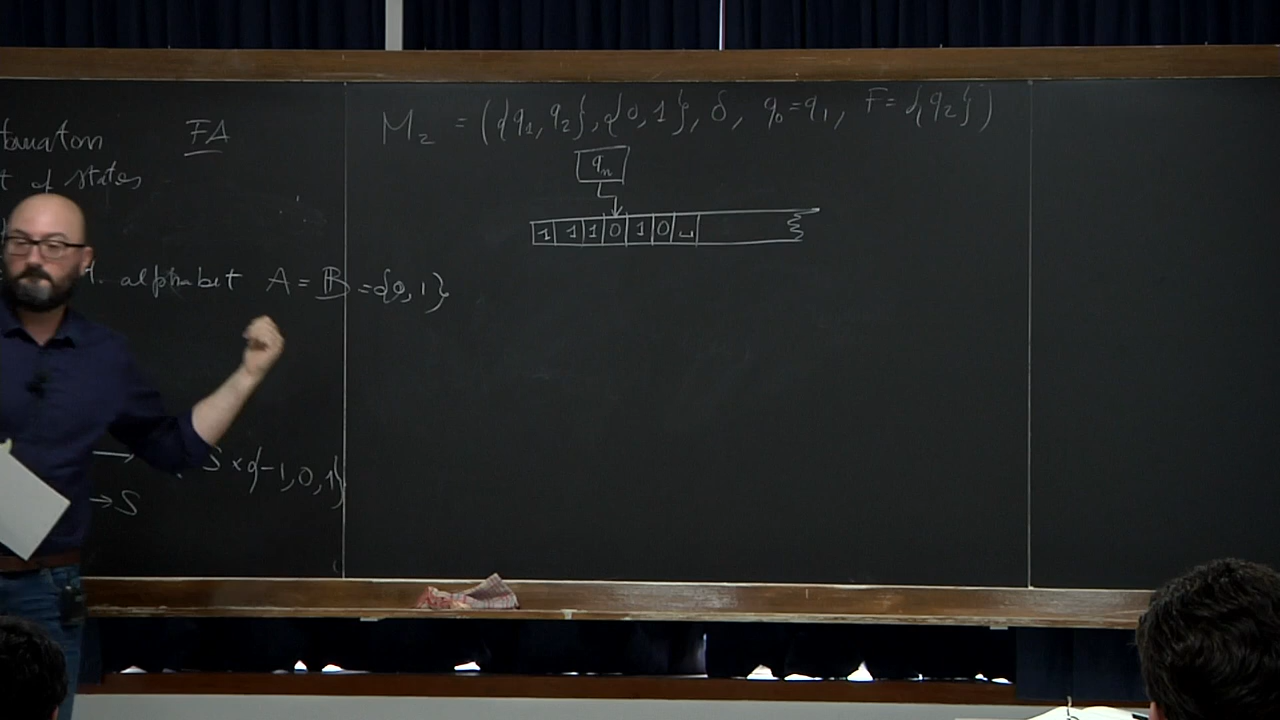 FA
of states
alphabet A = 𝔹 = {0, 1}
→ S × {-1, 0, 1}
→ S
M₂ = ({q₁, q₂}, {0, 1}, δ, q₀ = q₁, F = {q₂})
qₙ
1 1 1 0 1 0 ␣